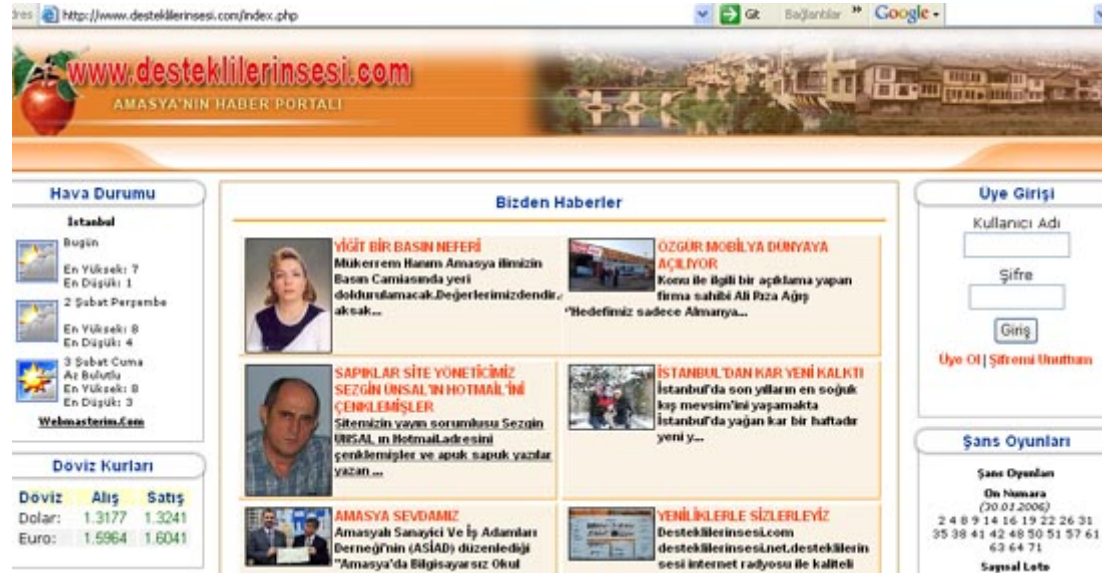 dres http://www.desteklilerinsesi.com/index.php Git Bağlantılar » Google
www.desteklilerinsesi.com
AMASYA'NIN HABER PORTALI
Hava Durumu
İstanbul
Bugün
En Yüksek: 7
En Düşük: 1
2 Şubat Perşembe
En Yüksek: 8
En Düşük: 4
3 Şubat Cuma
Az Bulutlu
En Yüksek: 8
En Düşük: 3
Webmasterim.Com
Döviz Kurları
Döviz Alış Satış
Dolar: 1.3177 1.3241
Euro: 1.5964 1.6041
Bizden Haberler
YİĞİT BİR BASIN NEFERİ
Mükerrem Hanım Amasya ilimizin
Basın Camiasında yeri
doldurulamacak.Değerlerimizdendir.
aksak...
ÖZGÜR MOBİLYA DÜNYAYA
AÇILIYOR
Konu ile ilgili bir açıklama yapan
firma sahibi Ali Rıza Ağış
"Hedefimiz sadece Almanya...
SAPIKLAR SİTE YÖNETİCİMİZ
SEZGİN ÜNSAL'IN HOTMAİL'İNİ
ÇENKLEMİŞLER
Sitemizin yayın sorumlusu Sezgin
ÜNSAL ın HotmaiLadresini
çenklemişler ve apuk sapuk yazılar
yazan ...
İSTANBUL'DAN KAR YENİ KALKTI
İstanbul'da son yılların en soğuk
kış mevsim'ini yaşamakta
İstanbul'da yağan kar bir haftadır
yeni y...
AMASYA SEVDAMIZ
Amasyalı Sanayici Ve İş Adamları
Derneği'nin (ASİAD) düzenlediği
"Amasya'da Bilgisayarsız Okul
YENİLİKLERLE SİZLERLEYİZ
Desteklilerinsesi.com
desteklilerinsesi.net.desteklilerin
sesi internet radyosu ile kaliteli
Üye Girişi
Kullanıcı Adı
Şifre
Giriş
Üye Ol | Şifremi Unuttum
Şans Oyunları
Şans Oyunları
On Numara
(30.01.2006)
2 4 8 9 14 16 19 22 26 31
35 38 41 42 48 50 51 57 61
63 64 71
Sayısal Loto